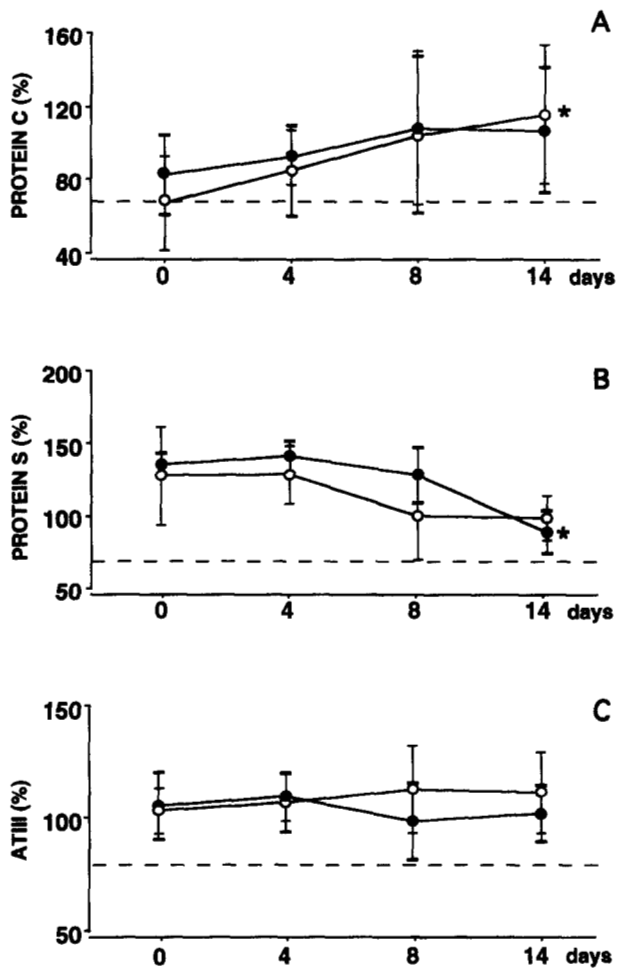 A
PROTEIN C (%)
160
120
80
40
0 4 8 14 days
*
B
PROTEIN S (%)
200
150
100
50
0 4 8 14 days
*
C
ATIII (%)
150
100
50
0 4 8 14 days